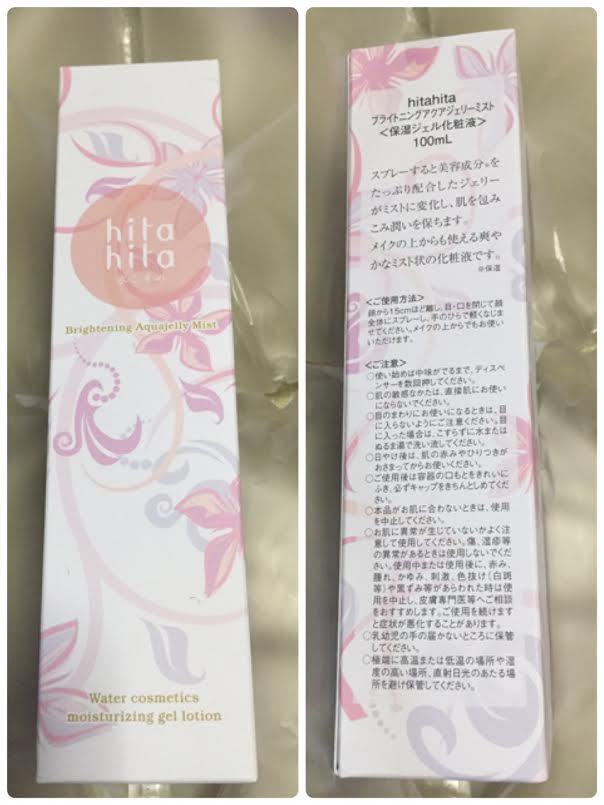 hita
hita
Brightening Aquajelly Mist
Water cosmetics
moisturizing gel lotion
hitahita
ブライトニングアクアジェリーミスト
<保湿ジェル化粧液>
100mL
スプレーすると美容成分※を
たっぷり配合したジェリー
がミストに変化し、肌を包み
こみ潤いを保ちます。
メイクの上からも使える爽や
かなミスト状の化粧液です。
※保湿
<ご使用方法>
顔から15cmほど離し、目・口を閉じて顔
全体にスプレーし、手のひらで軽くなじま
せてください。メイクの上からでもお使い
いただけます。
<ご注意>
○使い始めは中味がでるまで、ディスペ
ンサーを数回押してください。
○肌の敏感なかたは、直接肌にお使い
にならないでください。
○目のまわりにお使いになるときは、目
に入らないようにご注意ください。目
に入った場合は、こすらずに水または
ぬるま湯で洗い流してください。
○日やけ後は、肌の赤みやひりつきが
おさまってからお使いください。
○ご使用後は容器の口もとをきれいに
ふき、必ずキャップをきちんとしめてく
ださい。
○本品がお肌に合わないときは、使用
を中止してください。
○お肌に異常が生じていないかよく注
意して使用してください。傷、湿疹等
の異常があるときは使用しないでくだ
さい。使用中または使用後に、赤み、
腫れ、かゆみ、刺激、色抜け(白斑
等)や黒ずみ等があらわれた時は使
用を中止し、皮膚専門医等へご相談
をおすすめします。ご使用を続けます
と症状が悪化することがあります。
○乳幼児の手の届かないところに保管
してください。
○極端に高温または低温の場所や湿
度の高い場所、直射日光のあたる場
所を避け保管してください。